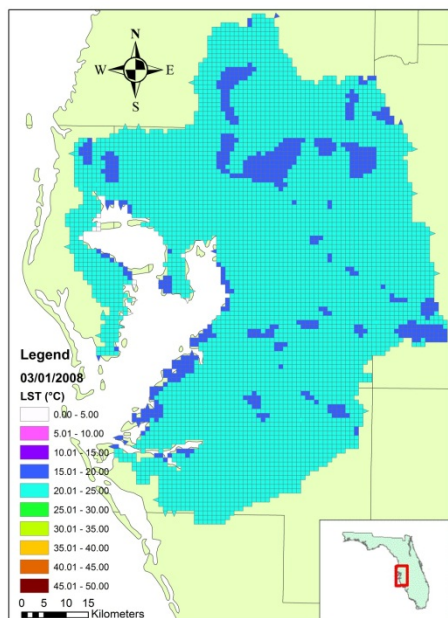 N
W E
S
Legend
03/01/2008
LST (°C)
0.00 - 5.00
5.01 - 10.00
10.01 - 15.00
15.01 - 20.00
20.01 - 25.00
25.01 - 30.00
30.01 - 35.00
35.01 - 40.00
40.01 - 45.00
45.01 - 50.00
0 5 10 15
Kilometers